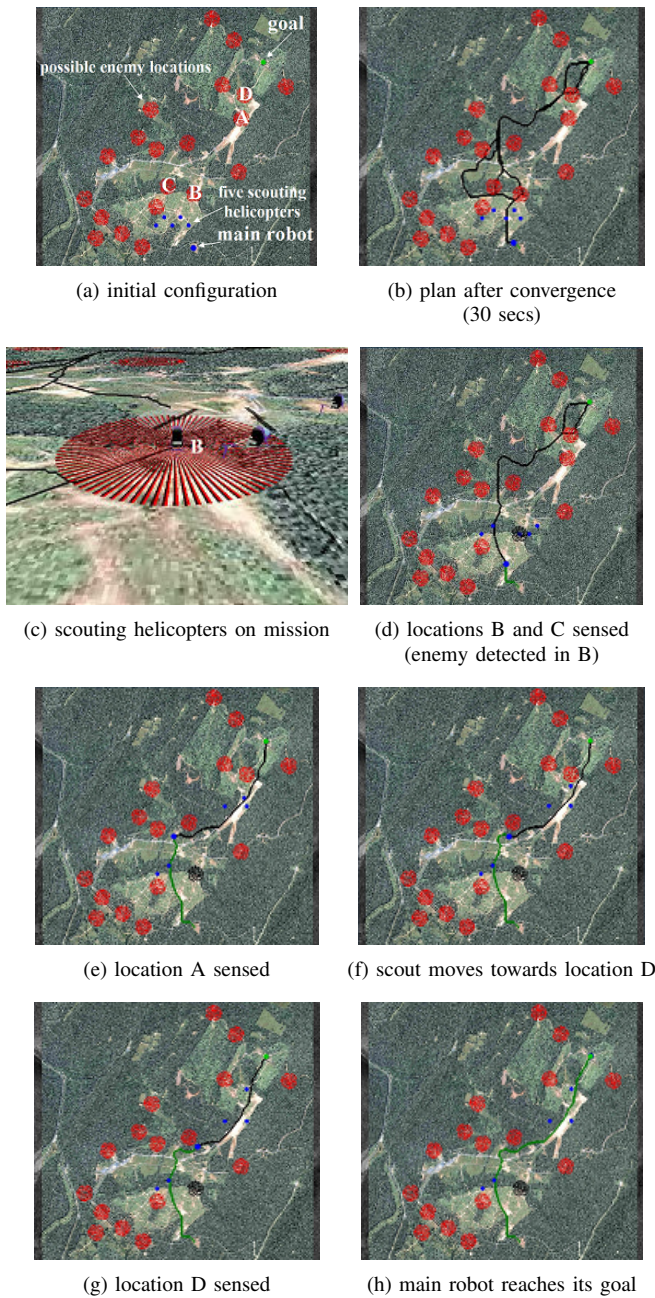 goal
possible enemy locations
D
A
C
B
five scouting
helicopters
main robot
(a) initial configuration
(b) plan after convergence
(30 secs)
B
(c) scouting helicopters on mission
(d) locations B and C sensed
(enemy detected in B)
(e) location A sensed
(f) scout moves towards location D
(g) location D sensed
(h) main robot reaches its goal